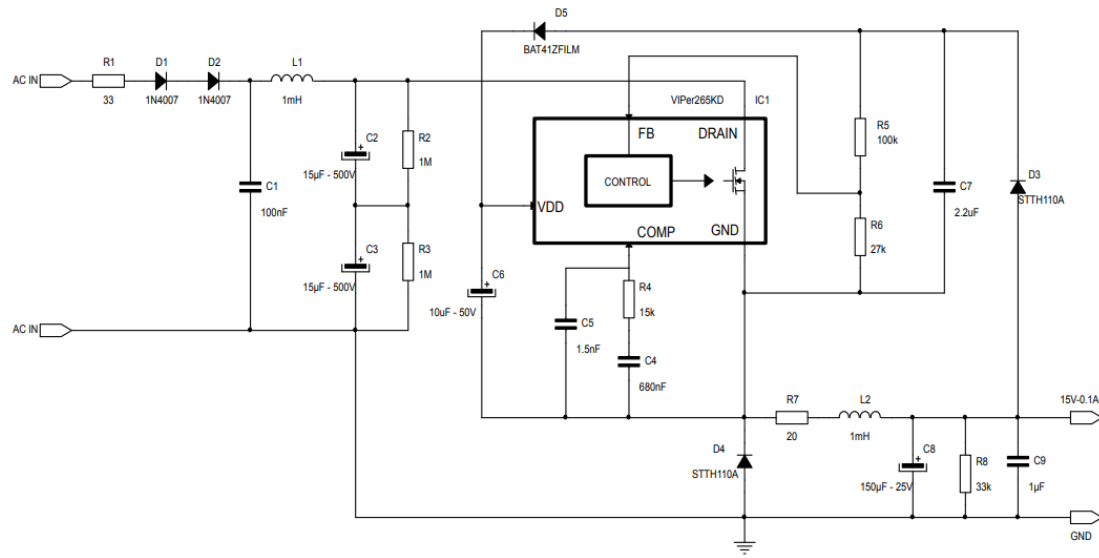 D5
BAT41ZFILM
AC IN
R1
33
D1
1N4007
D2
1N4007
L1
1mH
VIPer265KD
IC1
FB
DRAIN
CONTROL
VDD
COMP
GND
C2
15µF - 500V
R2
1M
C1
100nF
C3
15µF - 500V
R3
1M
R5
100k
R6
27k
C7
2.2uF
D3
STTH110A
AC IN
C6
10uF - 50V
R4
15k
C5
1.5nF
C4
680nF
R7
20
L2
1mH
15V-0.1A
D4
STTH110A
C8
150µF - 25V
R8
33k
C9
1µF
GND